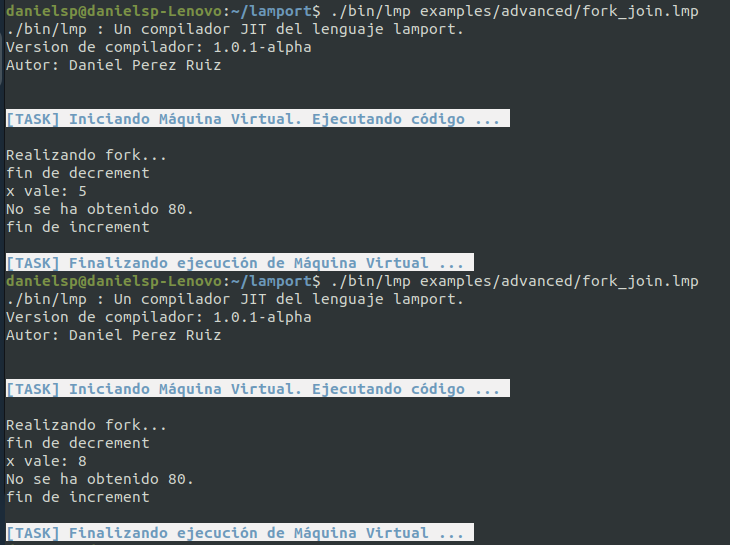 danielsp@danielsp-Lenovo:~/lamport$ ./bin/lmp examples/advanced/fork_join.lmp
./bin/lmp : Un compilador JIT del lenguaje lamport.
Version de compilador: 1.0.1-alpha
Autor: Daniel Perez Ruiz
[TASK] Iniciando Máquina Virtual. Ejecutando código ...
Realizando fork...
fin de decrement
x vale: 5
No se ha obtenido 80.
fin de increment
[TASK] Finalizando ejecución de Máquina Virtual ...
danielsp@danielsp-Lenovo:~/lamport$ ./bin/lmp examples/advanced/fork_join.lmp
./bin/lmp : Un compilador JIT del lenguaje lamport.
Version de compilador: 1.0.1-alpha
Autor: Daniel Perez Ruiz
[TASK] Iniciando Máquina Virtual. Ejecutando código ...
Realizando fork...
fin de decrement
x vale: 8
No se ha obtenido 80.
fin de increment
[TASK] Finalizando ejecución de Máquina Virtual ...